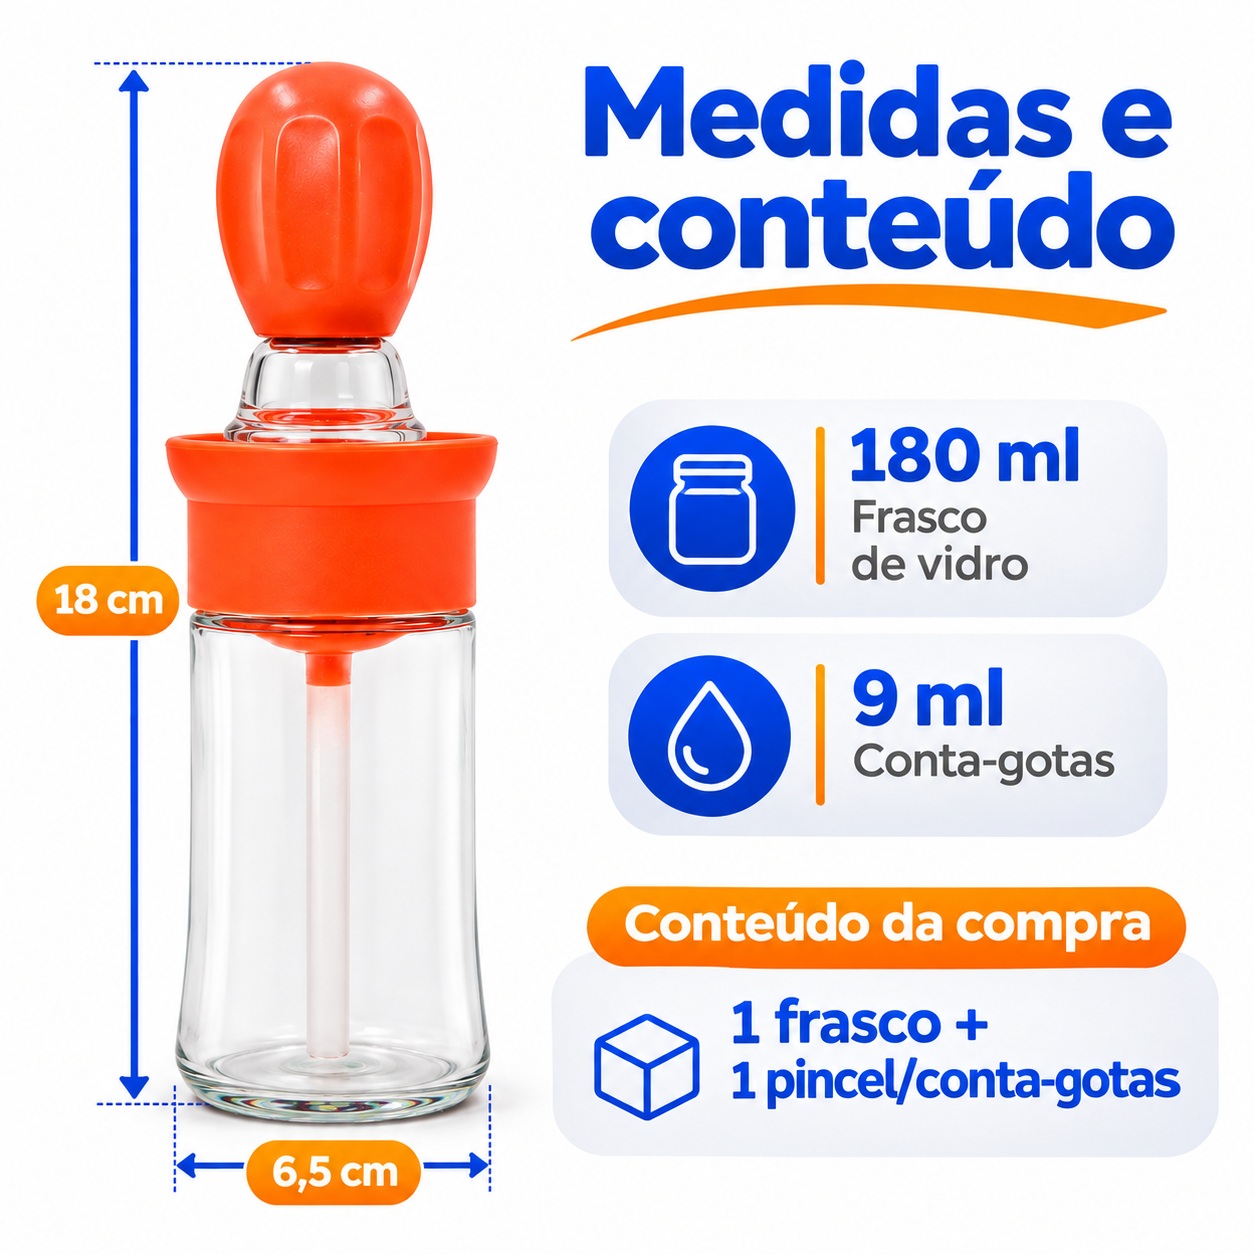 Medidas e
conteúdo
180 ml
Frasco
de vidro
9 ml
Conta-gotas
18 cm
Conteúdo da compra
1 frasco +
1 pincel/conta-gotas
6,5 cm